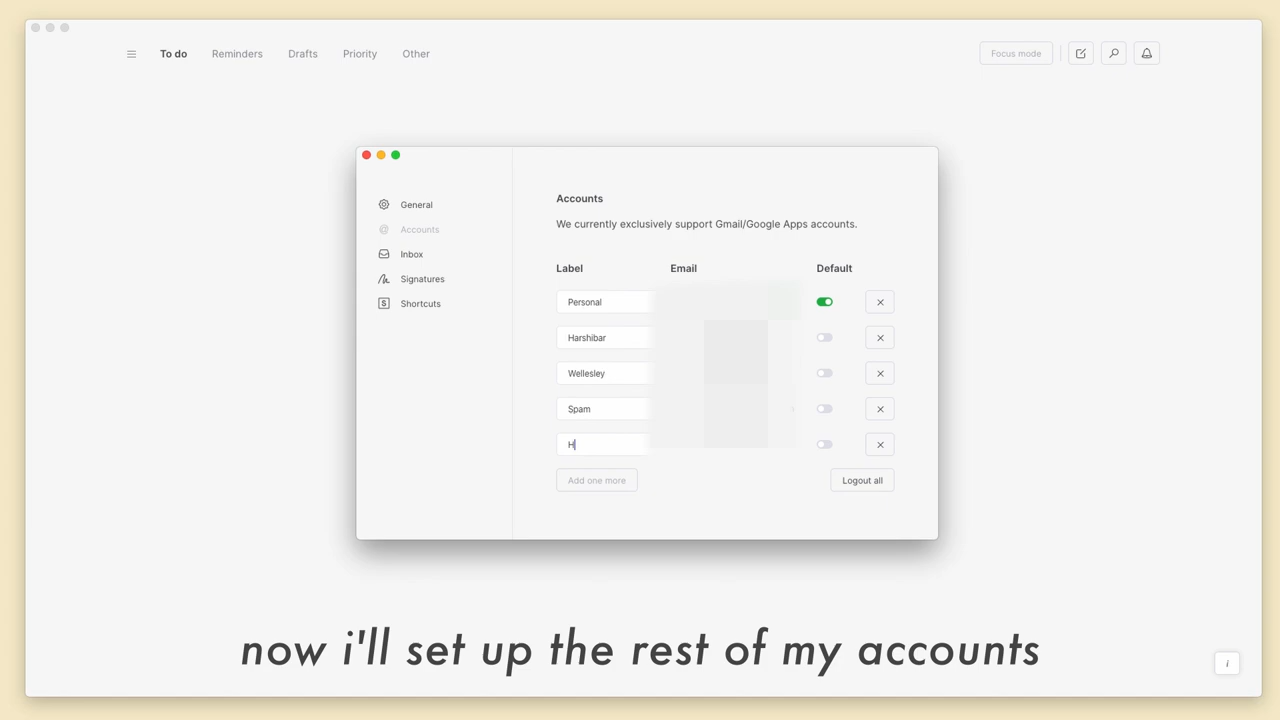 To do Reminders Drafts Priority Other Focus mode
General
Accounts
Inbox
Signatures
S Shortcuts
Accounts
We currently exclusively support Gmail/Google Apps accounts.
Label Email Default
Personal
Harshibar
Wellesley
Spam
H
Add one more Logout all
now i'll set up the rest of my accounts
i